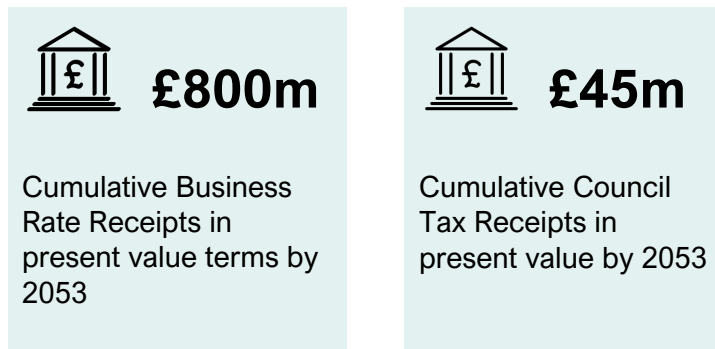 £
£800m
Cumulative Business
Rate Receipts in
present value terms by
2053
£
£45m
Cumulative Council
Tax Receipts in
present value by 2053